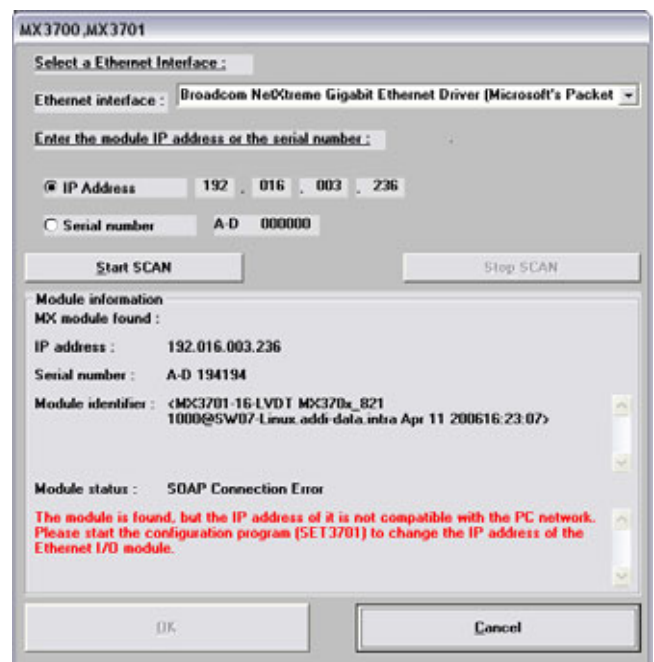 MX3700,MX3701
Select a Ethernet Interface :
Ethernet interface : Broadcom NetXtreme Gigabit Ethernet Driver (Microsoft's Packet
Enter the module IP address or the serial number :
IP Address 192 . 016 . 003 . 236
Serial number A-D 000000
Start SCAN Stop SCAN
Module information
MX module found :
IP address : 192.016.003.236
Serial number : A-D 194194
Module identifier : <MX3701-16-LVDT MX370x_821
1000@SW07-Linux.addi-data.intra Apr 11 200616:23:07>
Module status : SOAP Connection Error
The module is found, but the IP address of it is not compatible with the PC network.
Please start the configuration program (SET3701) to change the IP address of the
Ethernet I/O module.
OK Cancel